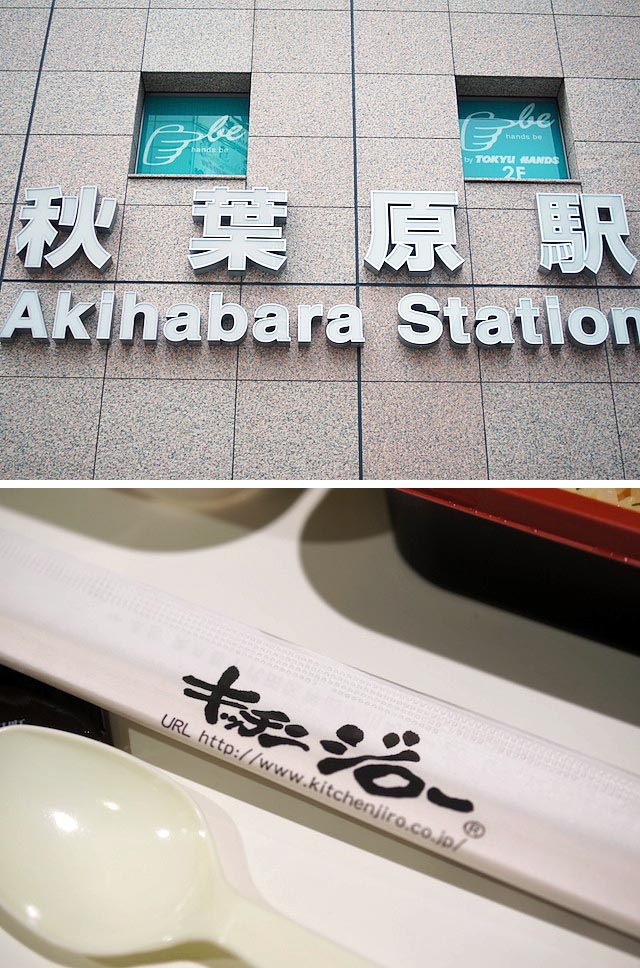 be
hands be
be
hands be
by TOKYU HANDS
2F
秋葉原駅
Akihabara Station
キッチンジロー
URL http://www.kitchenjiro.co.jp/
®